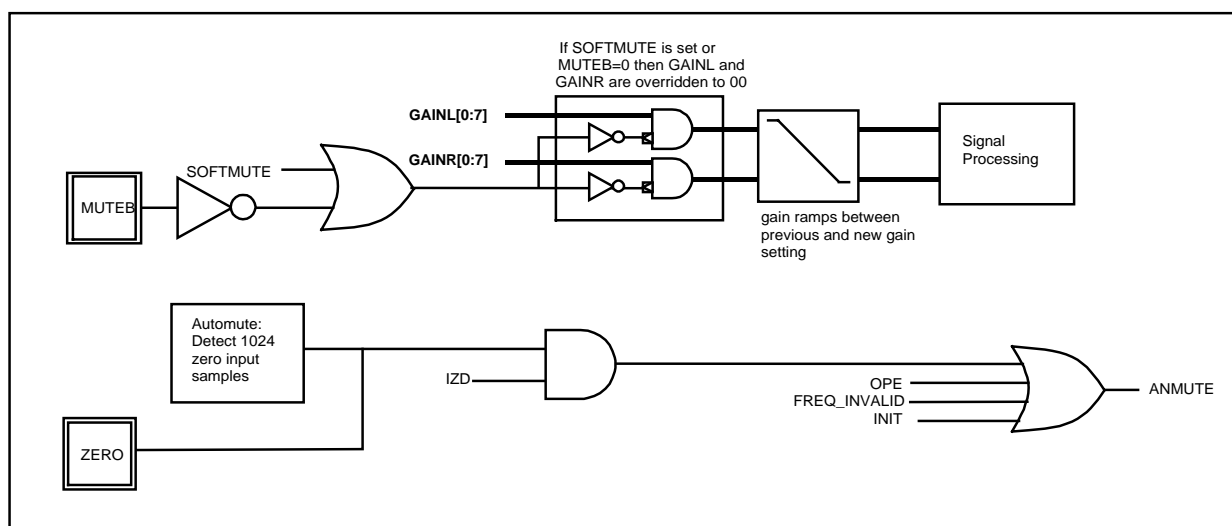 If SOFTMUTE is set or
MUTEB=0 then GAINL and
GAINR are overridden to 00
GAINL[0:7]
GAINR[0:7]
SOFTMUTE
MUTEB
Signal
Processing
gain ramps between
previous and new gain
setting
Automute:
Detect 1024
zero input
samples
IZD
OPE
FREQ_INVALID
INIT
ANMUTE
ZERO